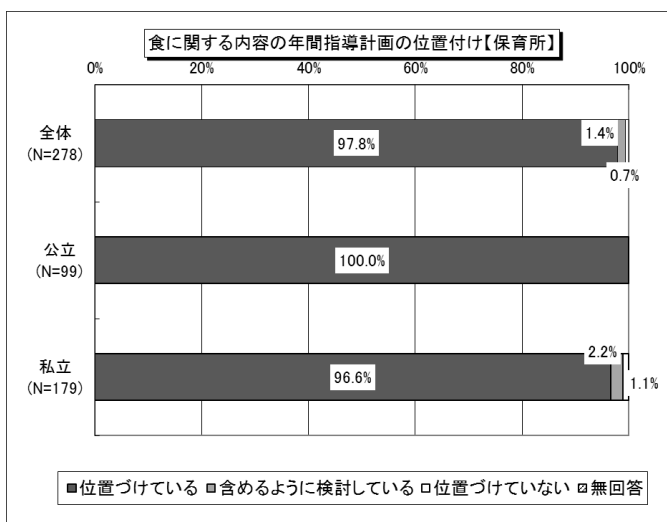 食に関する内容の年間指導計画の位置付け【保育所】
0% 20% 40% 60% 80% 100%
全体
(N=278)
97.8%
1.4%
0.7%
公立
(N=99)
100.0%
私立
(N=179)
96.6%
2.2%
1.1%
■位置づけている ■含めるように検討している □位置づけていない ▨無回答